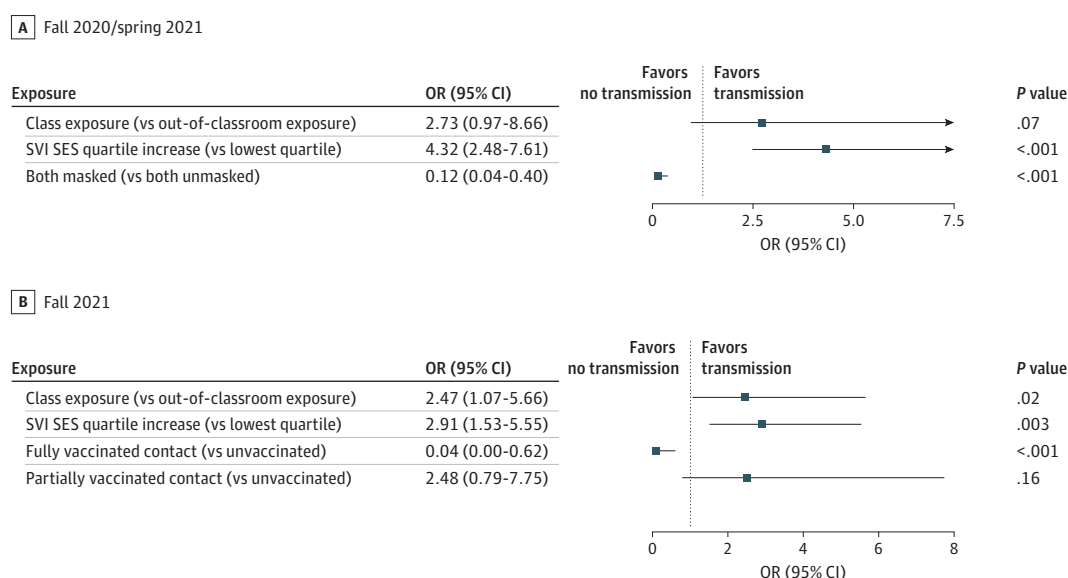 A Fall 2020/spring 2021
Favors no transmission
Favors transmission
Exposure OR (95% CI) P value
Class exposure (vs out-of-classroom exposure) 2.73 (0.97-8.66) .07
SVI SES quartile increase (vs lowest quartile) 4.32 (2.48-7.61) <.001
Both masked (vs both unmasked) 0.12 (0.04-0.40) <.001
0 2.5 5.0 7.5
OR (95% CI)
B Fall 2021
Favors no transmission
Favors transmission
Exposure OR (95% CI) P value
Class exposure (vs out-of-classroom exposure) 2.47 (1.07-5.66) .02
SVI SES quartile increase (vs lowest quartile) 2.91 (1.53-5.55) .003
Fully vaccinated contact (vs unvaccinated) 0.04 (0.00-0.62) <.001
Partially vaccinated contact (vs unvaccinated) 2.48 (0.79-7.75) .16
0 2 4 6 8
OR (95% CI)